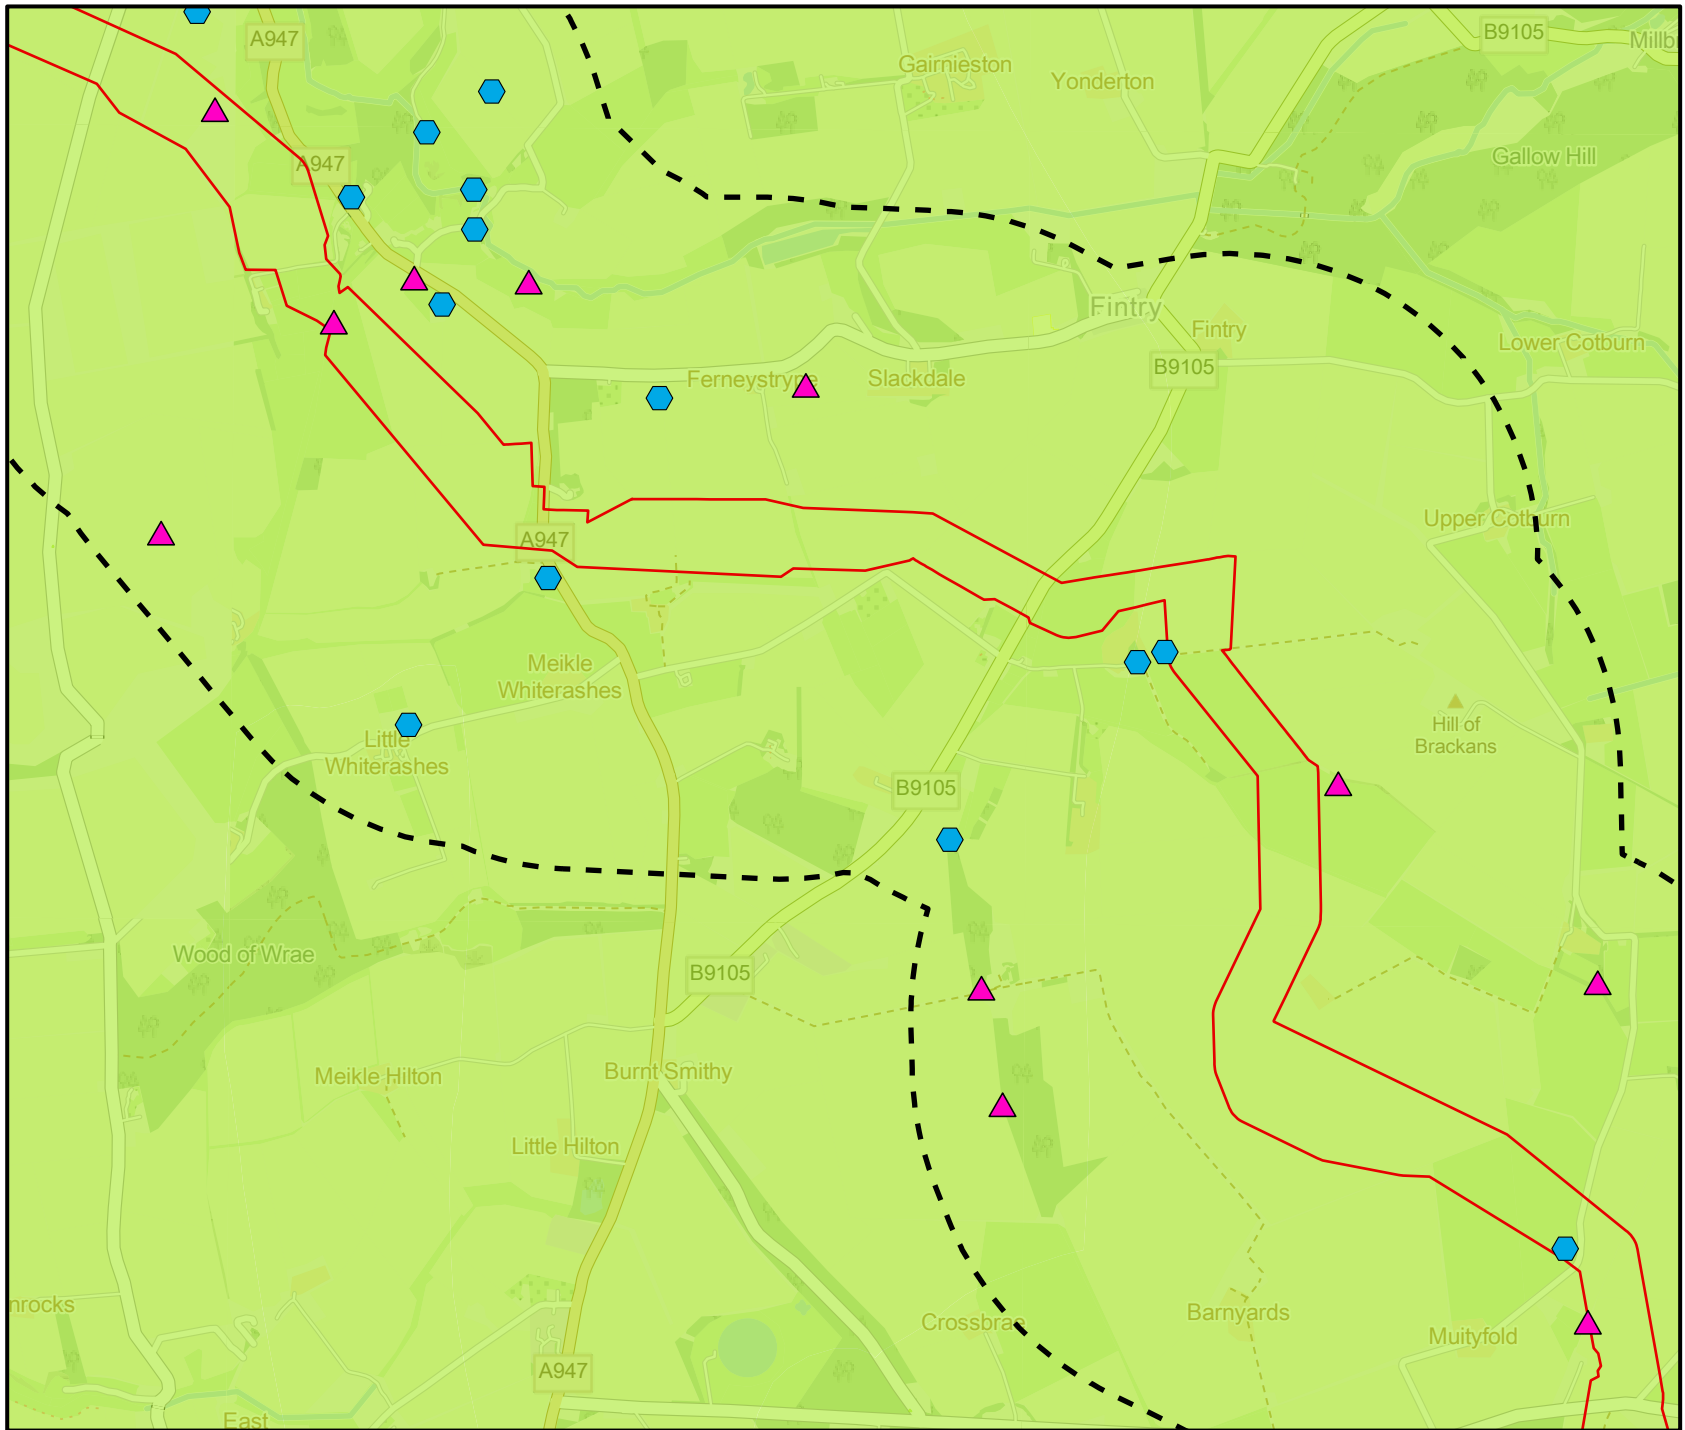 A947
B9105
Millb
Gairnieston
Yonderton
A947
Gallow Hill
Fintry
Fintry
Lower Cotburn
B9105
Ferneystrype
Slackdale
Upper Cotburn
A947
Meikle
Whiterashes
Hill of
Brackans
Little
Whiterashes
B9105
Wood of Wrae
B9105
Meikle Hilton
Burnt Smithy
Little Hilton
nrocks
Crossbrae
Barnyards
Muityfold
A947
East